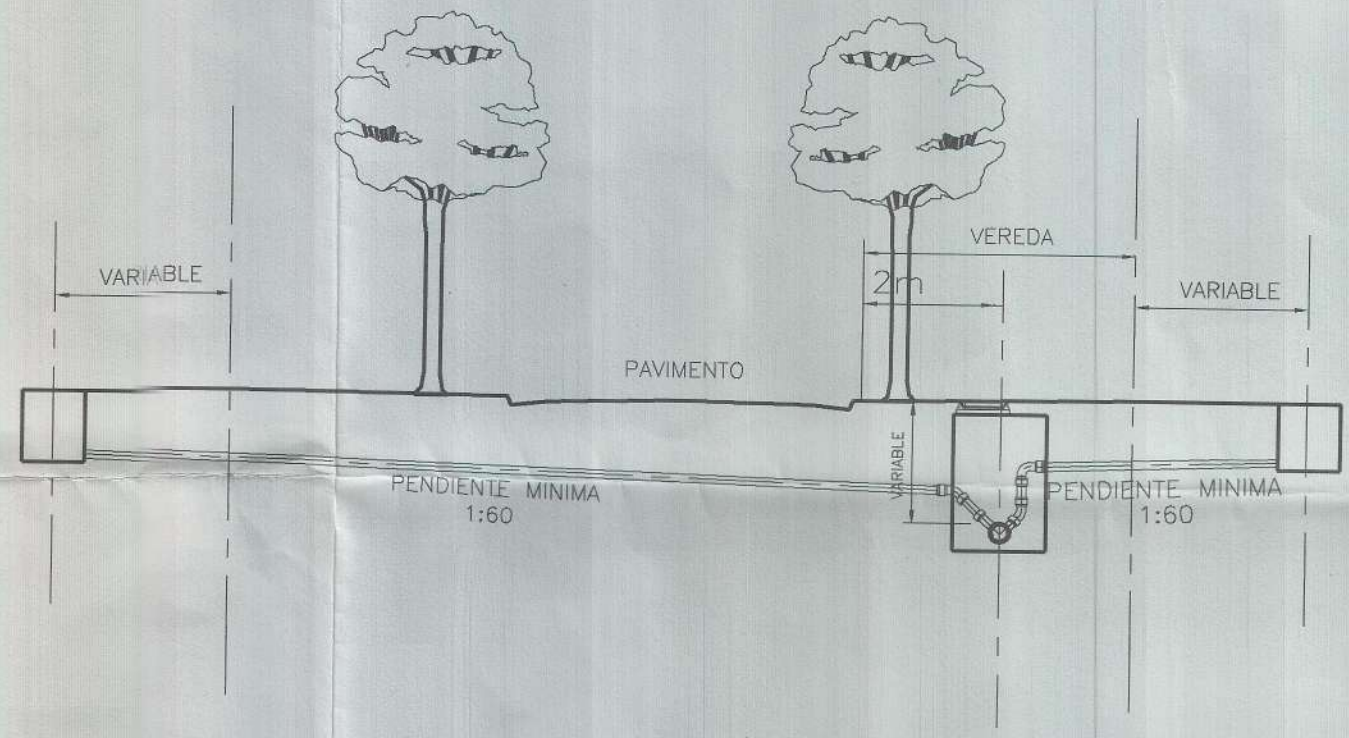 VEREDA
VARIABLE
2m
VARIABLE
PAVIMENTO
VARIABLE
PENDIENTE MINIMA
1:60
PENDIENTE MINIMA
1:60